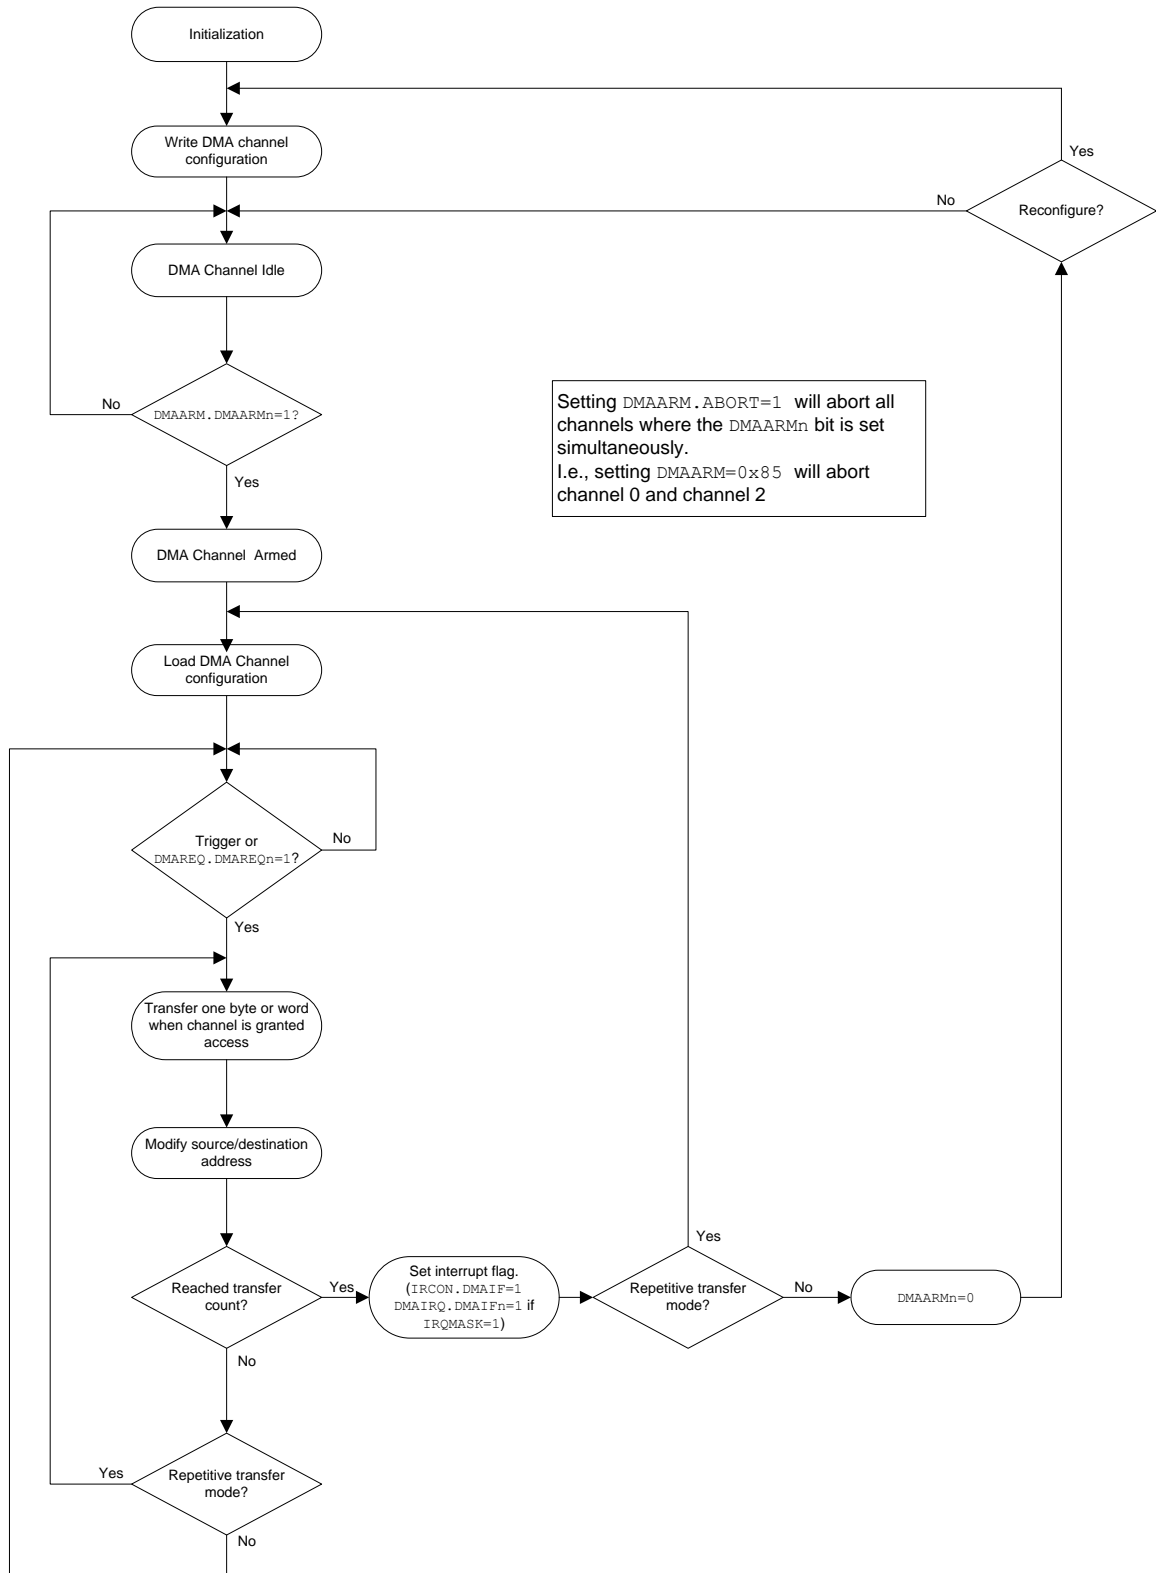 Initialization
Write DMA channel
configuration
Yes
No
Reconfigure?
DMA Channel Idle
No
DMAARM.DMAARMn=1?
Yes
Setting DMAARM.ABORT=1 will abort all
channels where the DMAARMn bit is set
simultaneously.
I.e., setting DMAARM=0x85 will abort
channel 0 and channel 2
DMA Channel Armed
Load DMA Channel
configuration
Trigger or
DMAREQ.DMAREQn=1?
No
Yes
Transfer one byte or word
when channel is granted
access
Modify source/destination
address
Reached transfer
count?
Yes
No
Set interrupt flag.
(IRCON.DMAIF=1
DMAIRQ.DMAIFn=1 if
IRQMASK=1)
Yes
Repetitive transfer
mode?
No
DMAARMn=0
Yes
Repetitive transfer
mode?
No